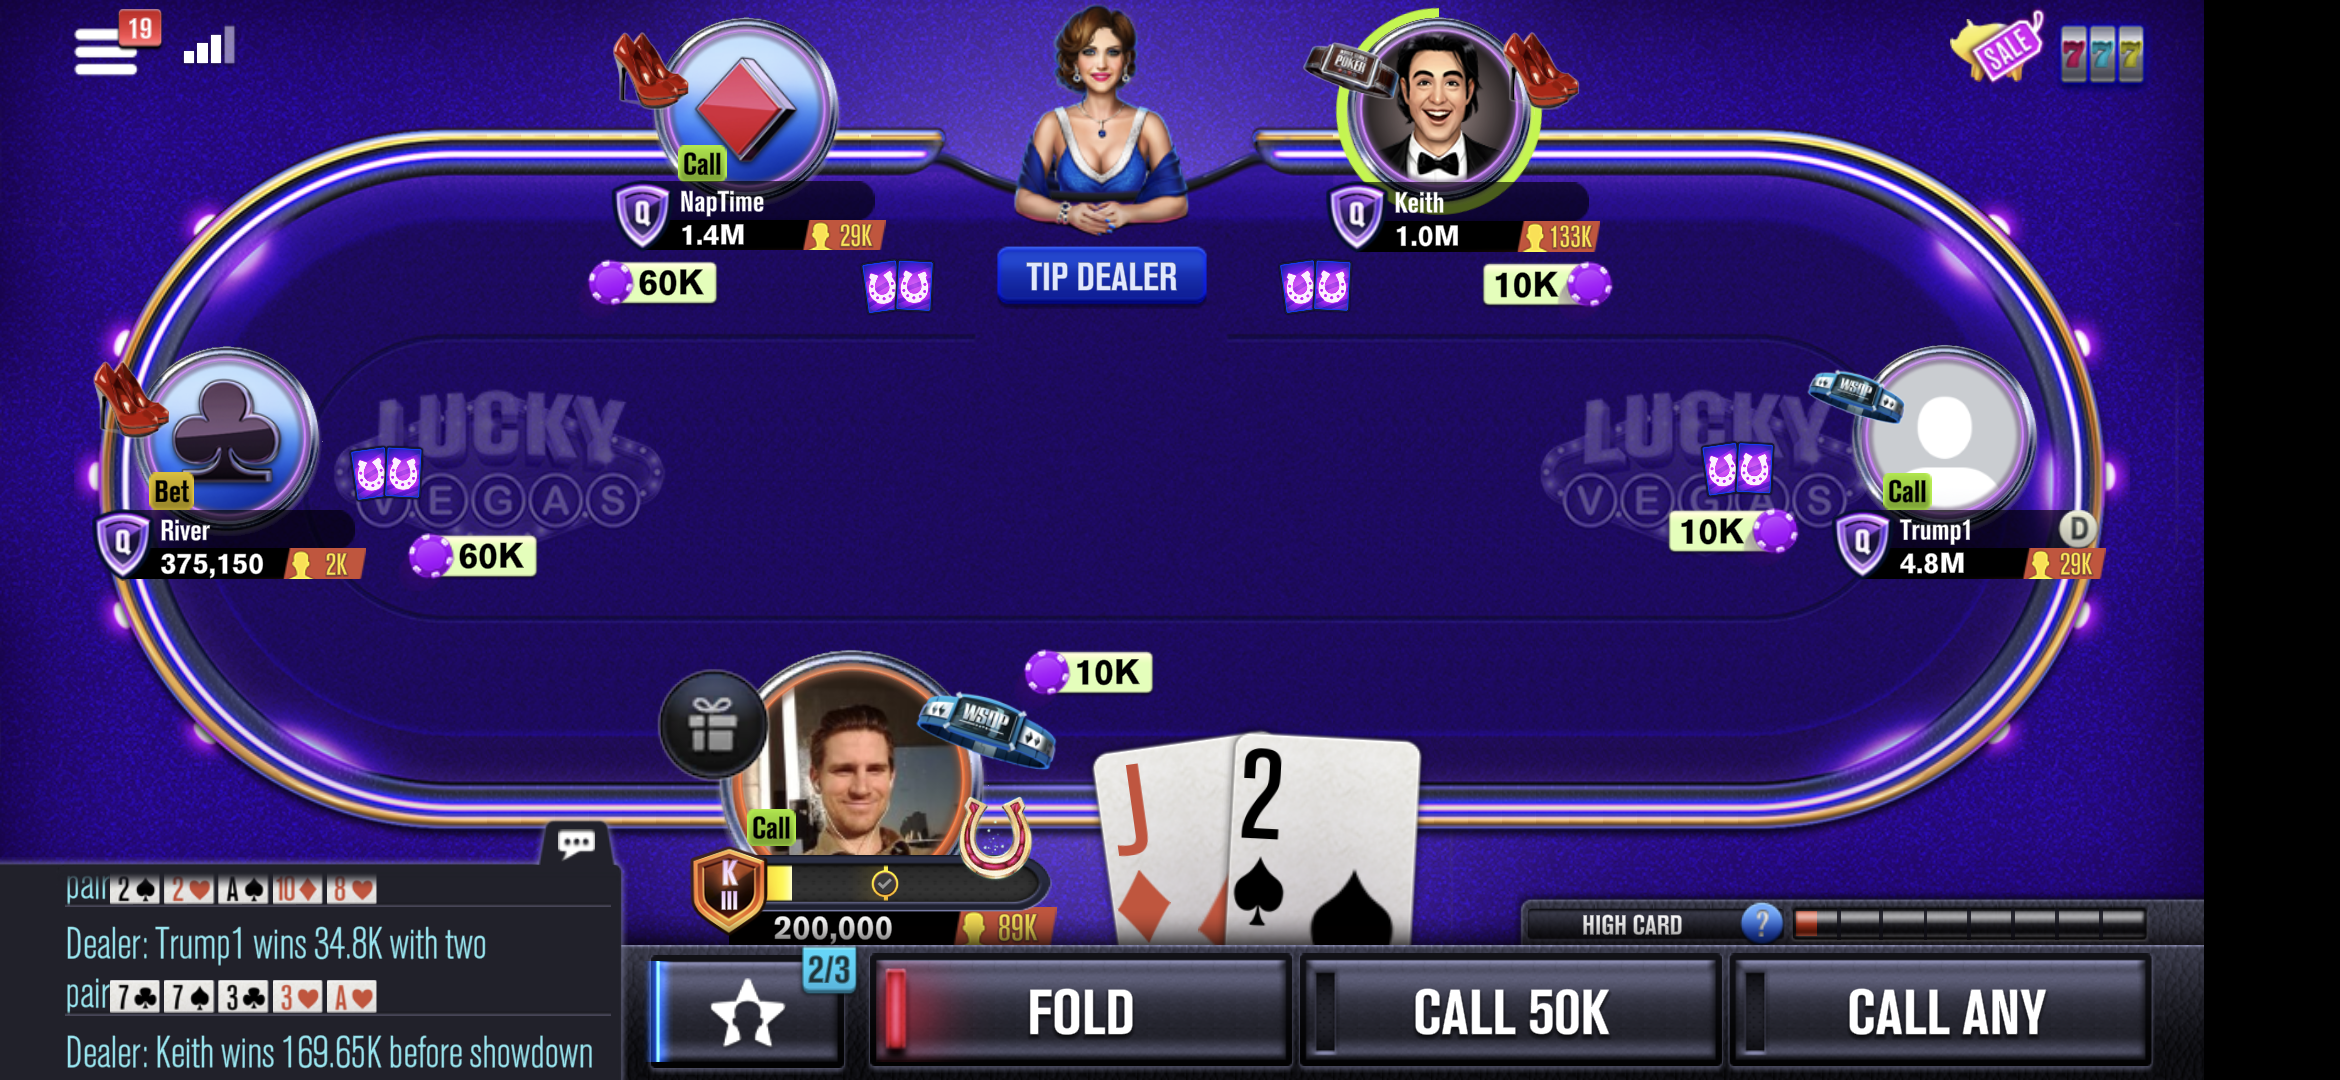 19
SALE
777
POKER
Call
Q NapTime
1.4M 29K
Q Keith
1.0M 133K
60K
TIP DEALER
10K
LUCKY
VEGAS
LUCKY
VEGAS
WSOP
Bet
Q River
375,150 2K
60K
10K
Call
Q Trump1 D
4.8M 29K
10K
WSOP
J
2
Call
K
III
200,000 89K
HIGH CARD ?
pair 2♠ 2♥ A♠ 10♦ 8♥
Dealer: Trump1 wins 34.8K with two
pair 7♣ 7♠ 3♣ 3♥ A♥
Dealer: Keith wins 169.65K before showdown
2/3
FOLD
CALL 50K
CALL ANY